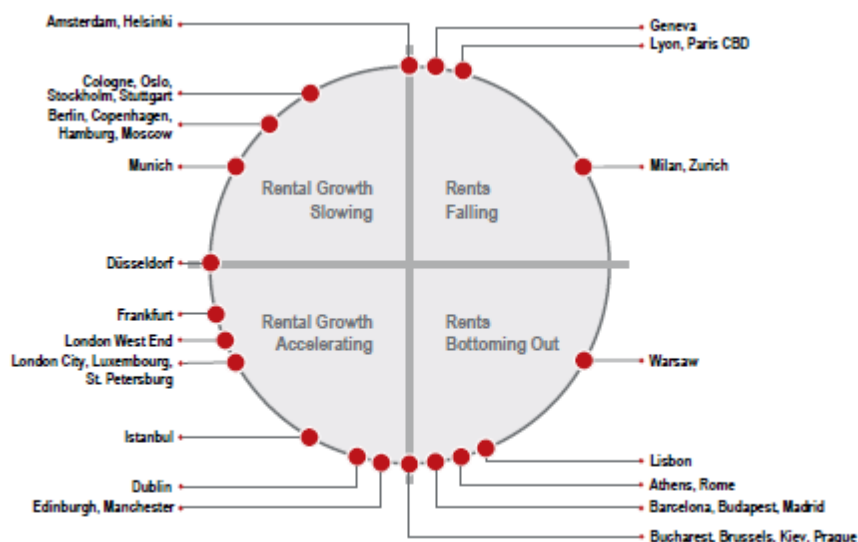 Amsterdam, Helsinki
Geneva
Lyon, Paris CBD
Cologne, Oslo,
Stockholm, Stuttgart
Berlin, Copenhagen,
Hamburg, Moscow
Munich
Milan, Zurich
Rental Growth
Slowing
Rents
Falling
Düsseldorf
Frankfurt
London West End
London City, Luxembourg,
St. Petersburg
Rental Growth
Accelerating
Rents
Bottoming Out
Warsaw
Istanbul
Lisbon
Dublin
Athens, Rome
Edinburgh, Manchester
Barcelona, Budapest, Madrid
Bucharest, Brussels, Kiev, Prague